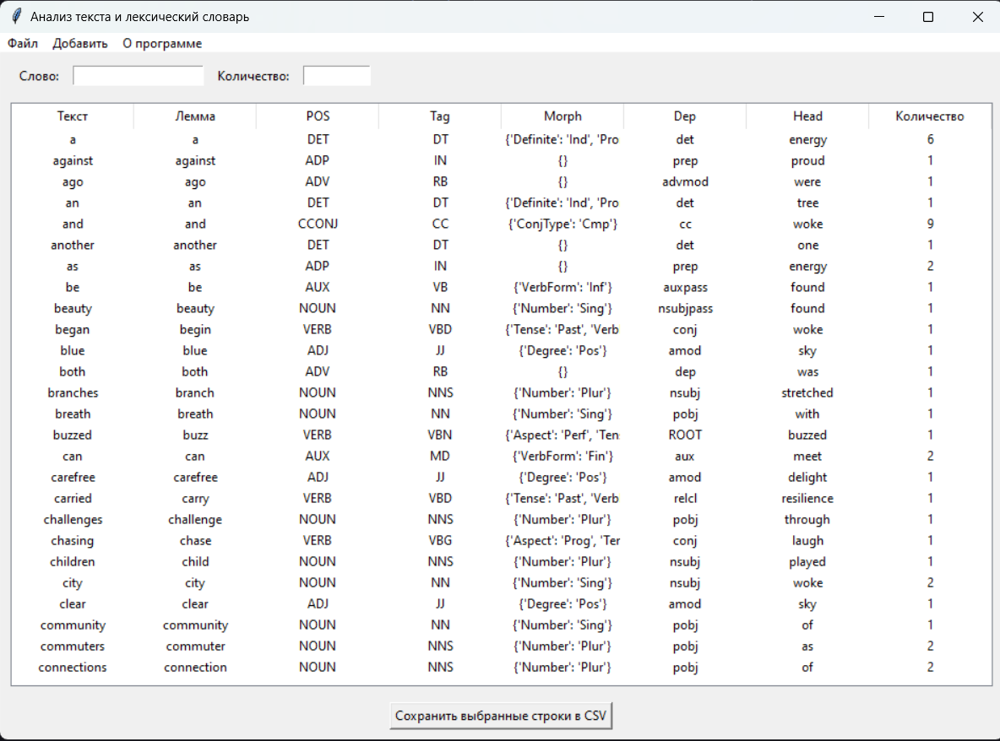 Анализ текста и лексический словарь
Файл Добавить О программе
Слово: Количество:
Текст Лемма POS Tag Morph Dep Head Количество
a a DET DT {'Definite': 'Ind', 'Pro det energy 6
against against ADP IN {} prep proud 1
ago ago ADV RB {} advmod were 1
an an DET DT {'Definite': 'Ind', 'Pro det tree 1
and and CCONJ CC {'ConjType': 'Cmp'} cc woke 9
another another DET DT {} det one 1
as as ADP IN {} prep energy 2
be be AUX VB {'VerbForm': 'Inf'} auxpass found 1
beauty beauty NOUN NN {'Number': 'Sing'} nsubjpass found 1
began begin VERB VBD {'Tense': 'Past', 'Verb conj woke 1
blue blue ADJ JJ {'Degree': 'Pos'} amod sky 1
both both ADV RB {} dep was 1
branches branch NOUN NNS {'Number': 'Plur'} nsubj stretched 1
breath breath NOUN NN {'Number': 'Sing'} pobj with 1
buzzed buzz VERB VBN {'Aspect': 'Perf', 'Ten ROOT buzzed 1
can can AUX MD {'VerbForm': 'Fin'} aux meet 2
carefree carefree ADJ JJ {'Degree': 'Pos'} amod delight 1
carried carry VERB VBD {'Tense': 'Past', 'Verb relcl resilience 1
challenges challenge NOUN NNS {'Number': 'Plur'} pobj through 1
chasing chase VERB VBG {'Aspect': 'Prog', 'Ter conj laugh 1
children child NOUN NNS {'Number': 'Plur'} nsubj played 1
city city NOUN NN {'Number': 'Sing'} nsubj woke 2
clear clear ADJ JJ {'Degree': 'Pos'} amod sky 1
community community NOUN NN {'Number': 'Sing'} pobj of 1
commuters commuter NOUN NNS {'Number': 'Plur'} pobj as 2
connections connection NOUN NNS {'Number': 'Plur'} pobj of 2
Сохранить выбранные строки в CSV